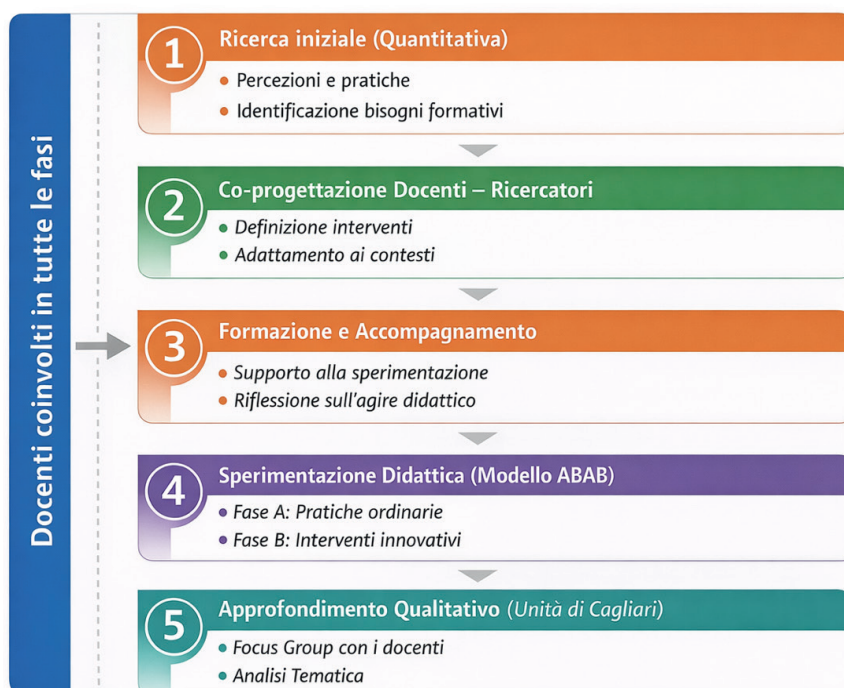 Docenti coinvolti in tutte le fasi
1
Ricerca iniziale (Quantitativa)
• Percezioni e pratiche
• Identificazione bisogni formativi
2
Co-progettazione Docenti – Ricercatori
• Definizione interventi
• Adattamento ai contesti
3
Formazione e Accompagnamento
• Supporto alla sperimentazione
• Riflessione sull'agire didattico
4
Sperimentazione Didattica (Modello ABAB)
• Fase A: Pratiche ordinarie
• Fase B: Interventi innovativi
5
Approfondimento Qualitativo (Unità di Cagliari)
• Focus Group con i docenti
• Analisi Tematica